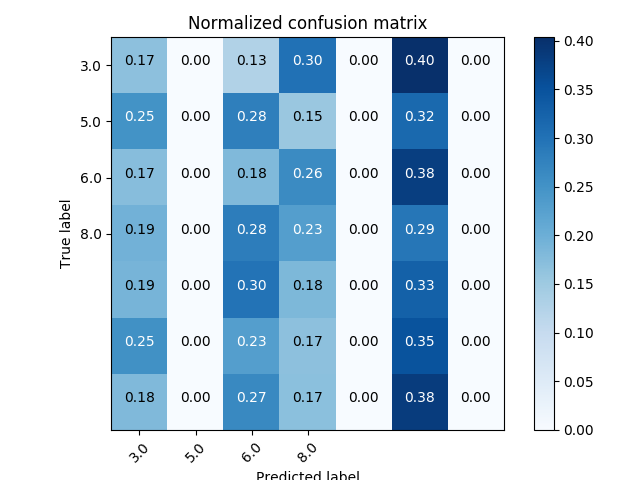 Normalized confusion matrix
3.0 0.17 0.00 0.13 0.30 0.00 0.40 0.00
5.0 0.25 0.00 0.28 0.15 0.00 0.32 0.00
6.0 0.17 0.00 0.18 0.26 0.00 0.38 0.00
8.0 0.19 0.00 0.28 0.23 0.00 0.29 0.00
0.19 0.00 0.30 0.18 0.00 0.33 0.00
0.25 0.00 0.23 0.17 0.00 0.35 0.00
0.18 0.00 0.27 0.17 0.00 0.38 0.00
True label
3.0 5.0 6.0 8.0
Predicted label
0.40
0.35
0.30
0.25
0.20
0.15
0.10
0.05
0.00